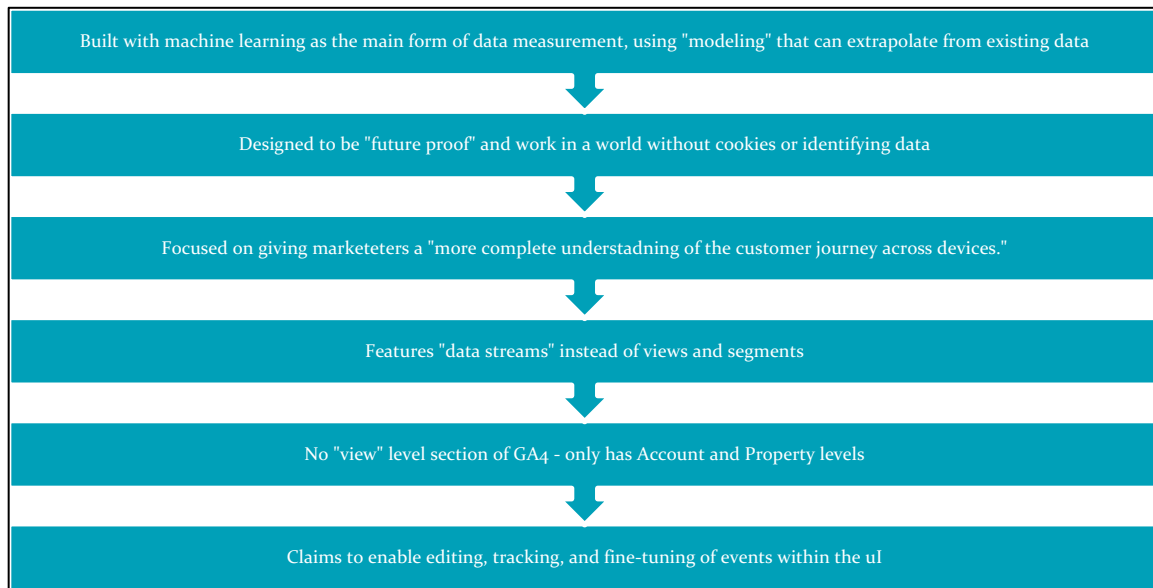 Built with machine learning as the main form of data measurement, using "modeling" that can extrapolate from existing data
Designed to be "future proof" and work in a world without cookies or identifying data
Focused on giving marketeters a "more complete understadning of the customer journey across devices."
Features "data streams" instead of views and segments
No "view" level section of GA4 - only has Account and Property levels
Claims to enable editing, tracking, and fine-tuning of events within the uI